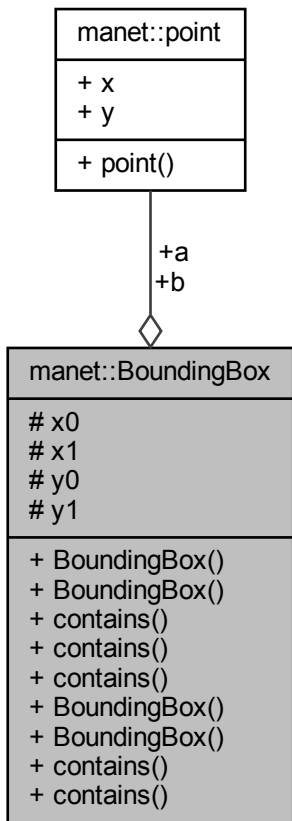 manet::point
+ x
+ y
+ point()
+a
+b
manet::BoundingBox
# x0
# x1
# y0
# y1
+ BoundingBox()
+ BoundingBox()
+ contains()
+ contains()
+ contains()
+ BoundingBox()
+ BoundingBox()
+ contains()
+ contains()